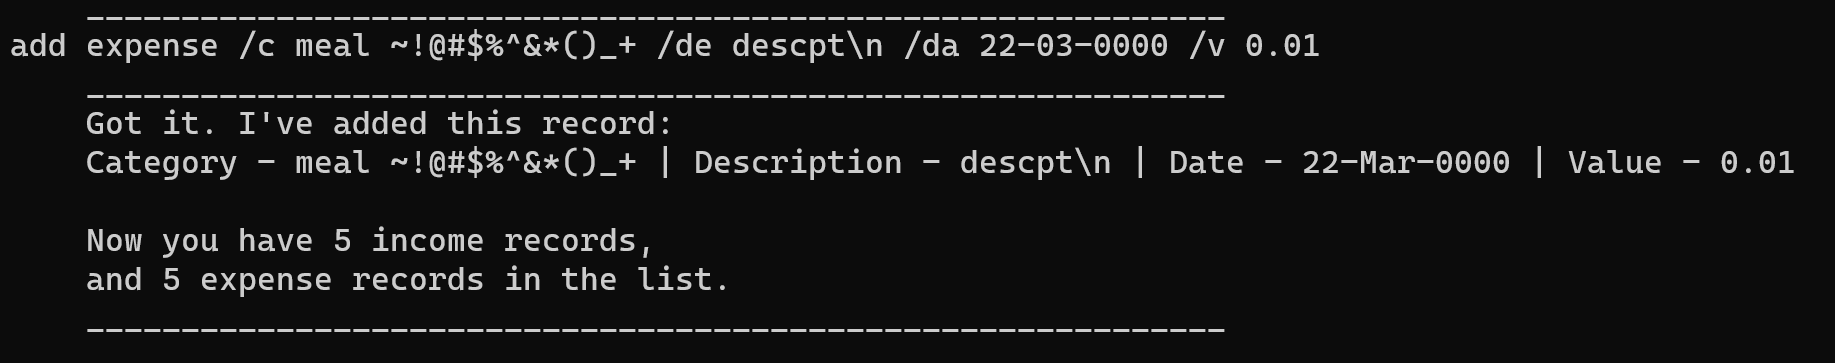 ____________________________________________________________
add expense /c meal ~!@#$%^&*()_+ /de descpt\n /da 22-03-0000 /v 0.01
____________________________________________________________
Got it. I've added this record:
Category - meal ~!@#$%^&*()_+ | Description - descpt\n | Date - 22-Mar-0000 | Value - 0.01
Now you have 5 income records,
and 5 expense records in the list.
____________________________________________________________